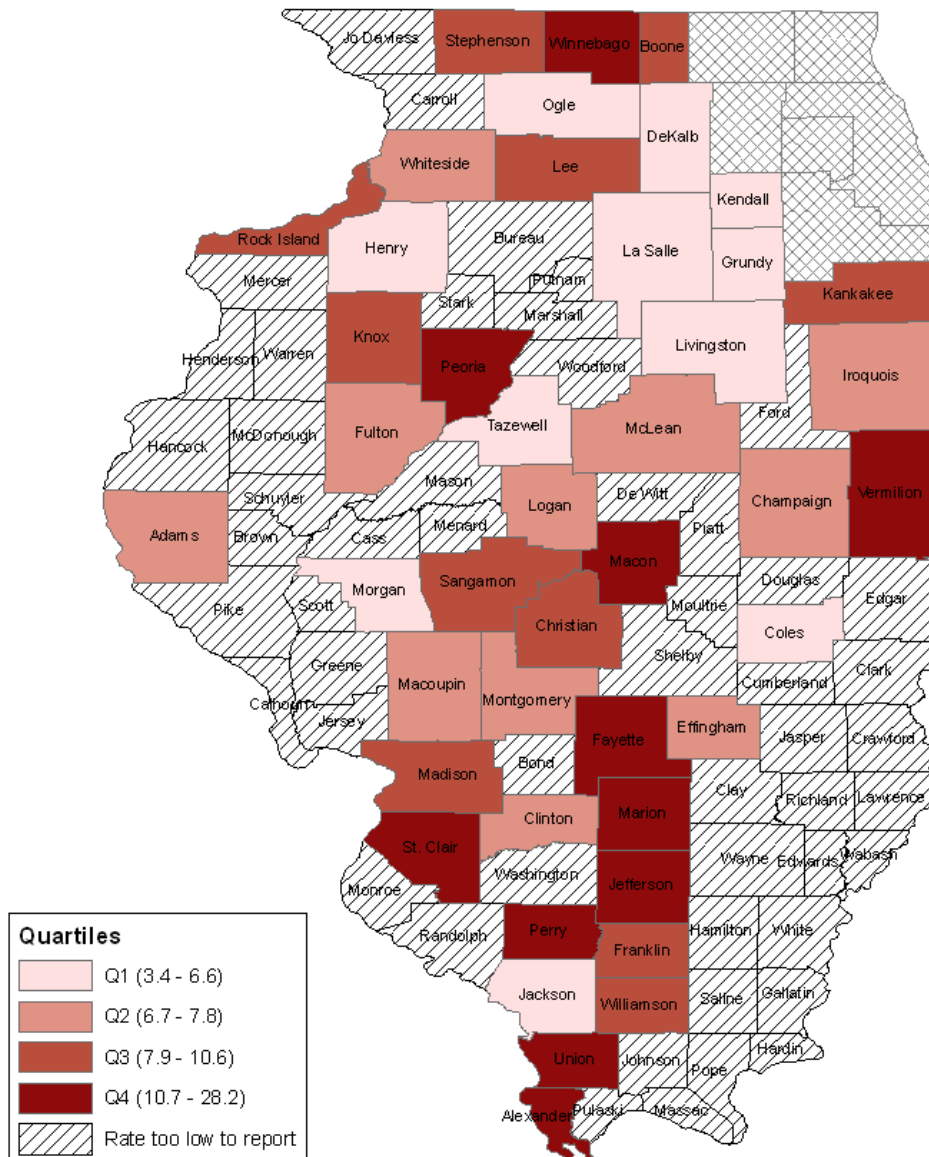 Jo Daviess
Stephenson
Winnebago
Boone
Carroll
Ogle
DeKalb
Whiteside
Lee
Kendall
Rock Island
Henry
Bureau
La Salle
Grundy
Mercer
Putnam
Kankakee
Stark
Marshall
Knox
Livingston
Henderson
Warren
Peoria
Woodford
Iroquois
Ford
Tazewell
McLean
Fulton
Hancock
McDonough
Mason
De Witt
Champaign
Vermilion
Schuyler
Logan
Adams
Brown
Cass
Menard
Piatt
Macon
Douglas
Morgan
Sangamon
Scott
Pike
Moultrie
Edgar
Christian
Coles
Shelby
Greene
Clark
Macoupin
Montgomery
Cumberland
Calhoun
Jersey
Effingham
Fayette
Jasper
Crawford
Bond
Madison
Clay
Richland
Lawrence
Marion
Clinton
St. Clair
Wayne
Edwards
Wabash
Washington
Jefferson
Monroe
Perry
Hamilton
White
Randolph
Franklin
Jackson
Williamson
Saline
Gallatin
Union
Johnson
Pope
Hardin
Alexander
Pulaski
Massac
Quartiles
Q1 (3.4 - 6.6)
Q2 (6.7 - 7.8)
Q3 (7.9 - 10.6)
Q4 (10.7 - 28.2)
Rate too low to report